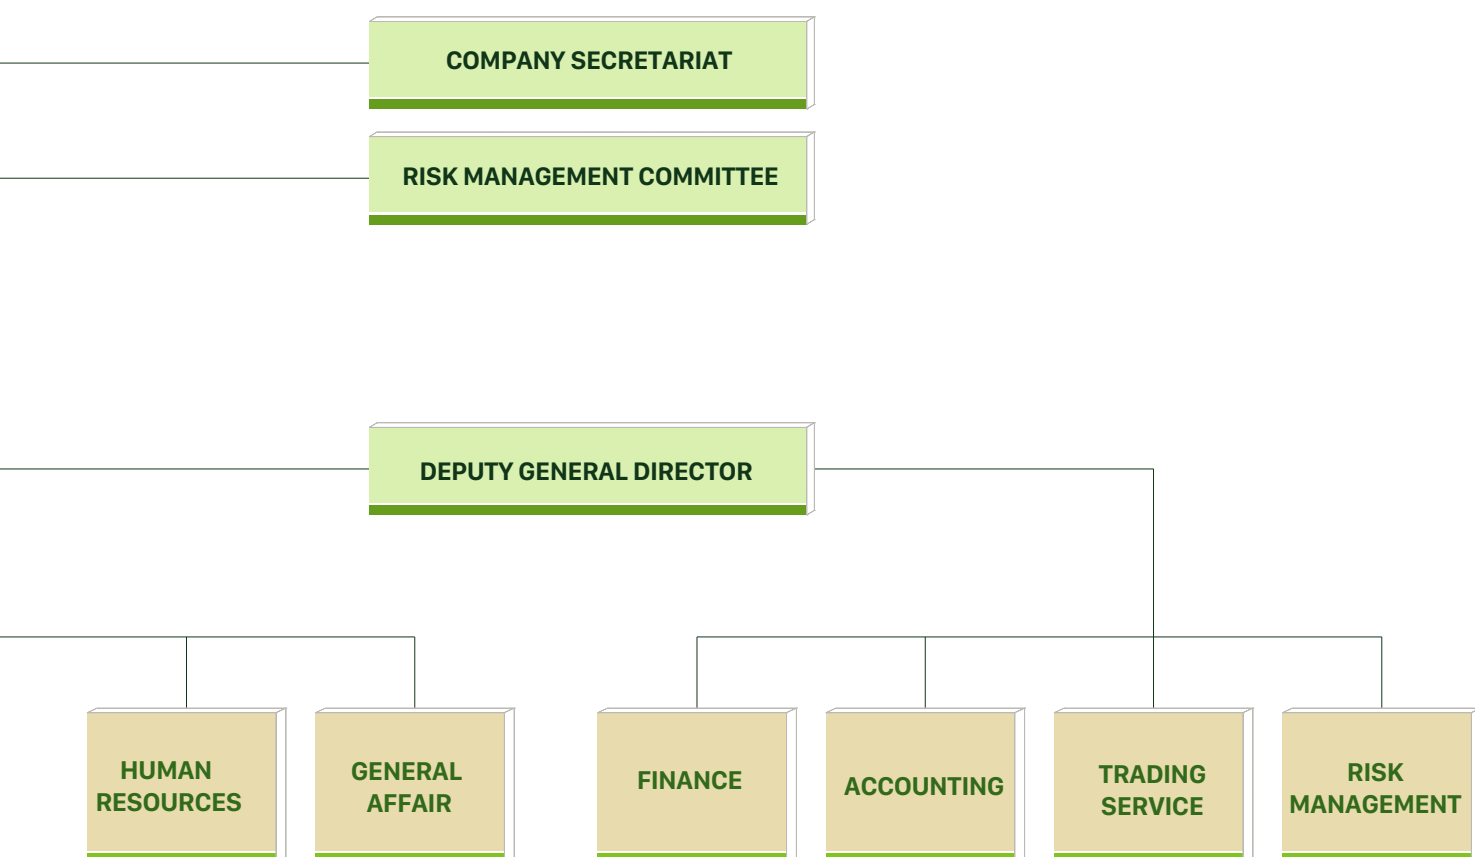 COMPANY SECRETARIAT
RISK MANAGEMENT COMMITTEE
DEPUTY GENERAL DIRECTOR
HUMAN
RESOURCES
GENERAL
AFFAIR
FINANCE
ACCOUNTING
TRADING
SERVICE
RISK
MANAGEMENT